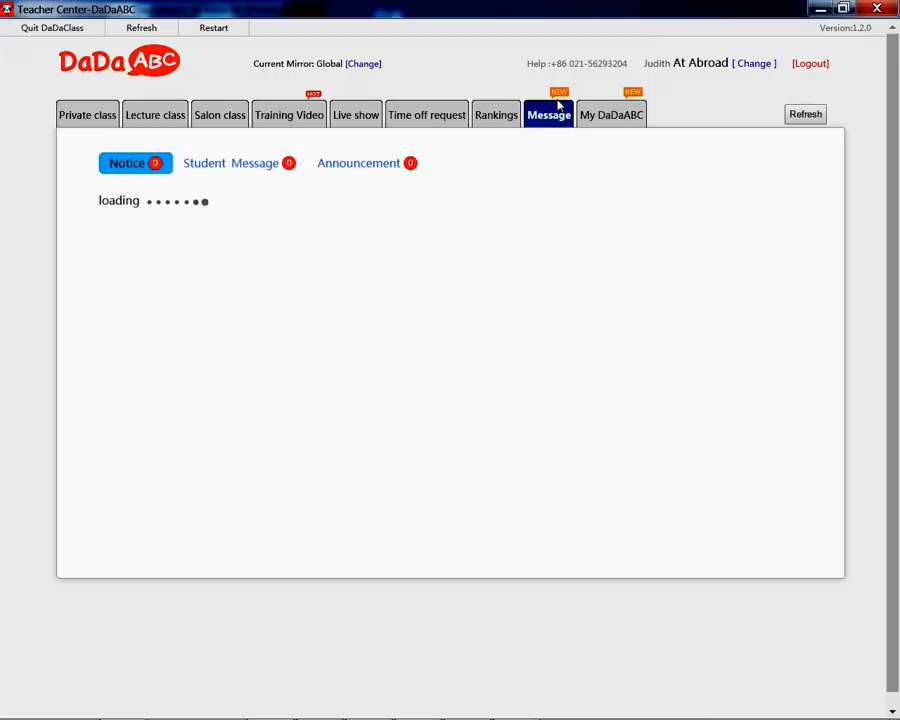 Teacher Center-DaDaABC
Quit DaDaClass Refresh Restart Version:1.2.0
DaDaABC Current Mirror: Global [Change] Help :+86 021-56293204 Judith At Abroad [ Change ] [Logout]
HOT NEW NEW
Private class Lecture class Salon class Training Video Live show Time off request Rankings Message My DaDaABC Refresh
Notice 0 Student Message 0 Announcement 0
loading